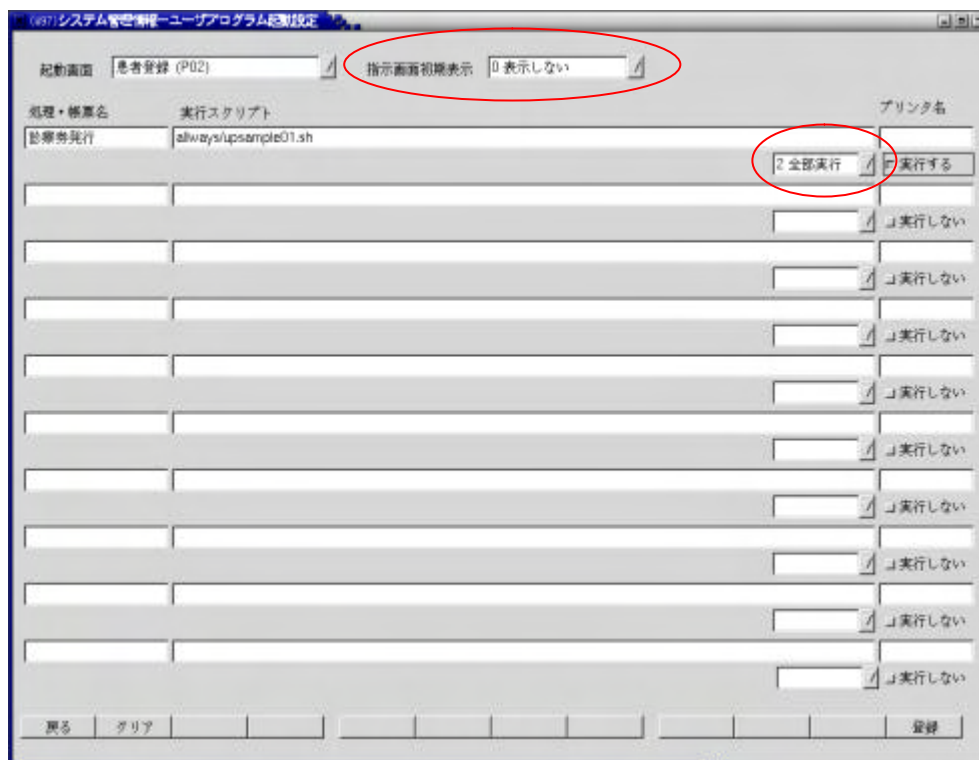 (W97)システム管理情報ーユーザプログラム起動設定
起動画面 患者登録 (P02) 指示画面初期表示 0 表示しない
処理・帳票名 実行スクリプト プリンタ名
診察券発行 allways/upsample01.sh
2 全部実行 実行する
実行しない
実行しない
実行しない
実行しない
実行しない
実行しない
実行しない
実行しない
実行しない
戻る クリア 登録